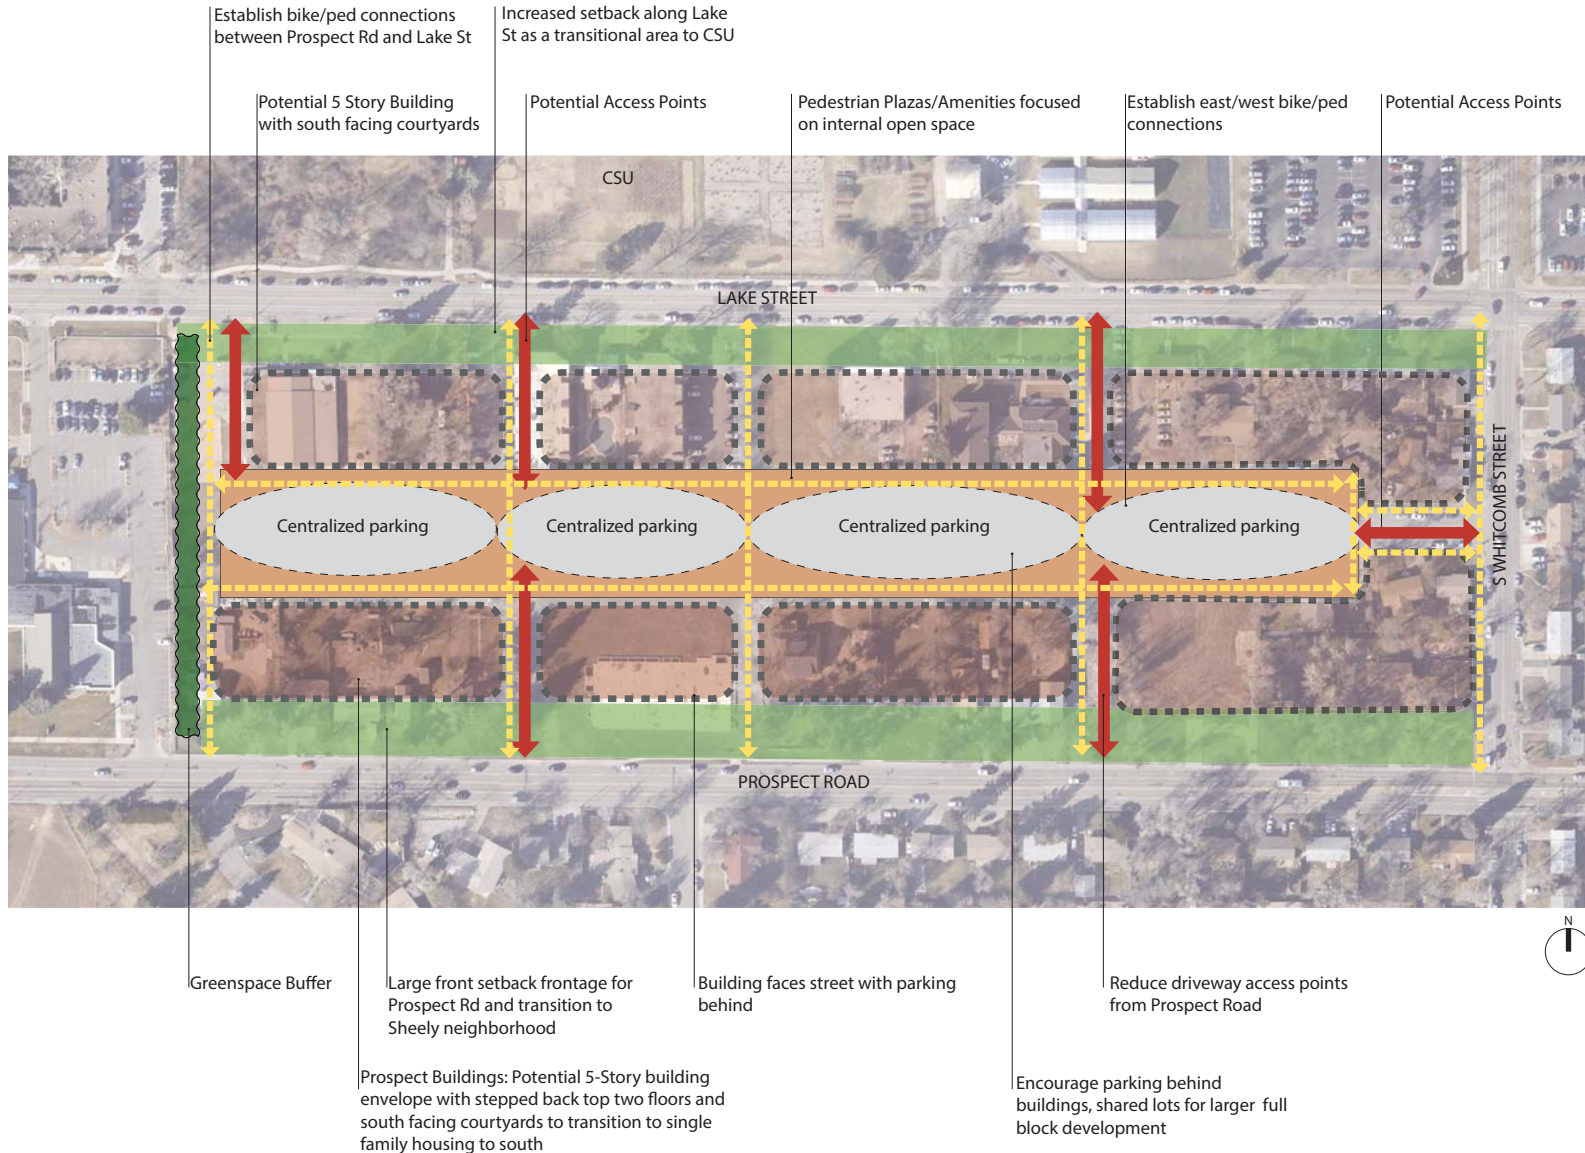 Establish bike/ped connections
between Prospect Rd and Lake St
Increased setback along Lake
St as a transitional area to CSU
Potential 5 Story Building
with south facing courtyards
Potential Access Points
Pedestrian Plazas/Amenities focused
on internal open space
Establish east/west bike/ped
connections
Potential Access Points
CSU
LAKE STREET
S WHITCOMB STREET
Centralized parking
Centralized parking
Centralized parking
Centralized parking
PROSPECT ROAD
N
Greenspace Buffer
Large front setback frontage for
Prospect Rd and transition to
Sheely neighborhood
Building faces street with parking
behind
Reduce driveway access points
from Prospect Road
Prospect Buildings: Potential 5-Story building
envelope with stepped back top two floors and
south facing courtyards to transition to single
family housing to south
Encourage parking behind
buildings, shared lots for larger full
block development